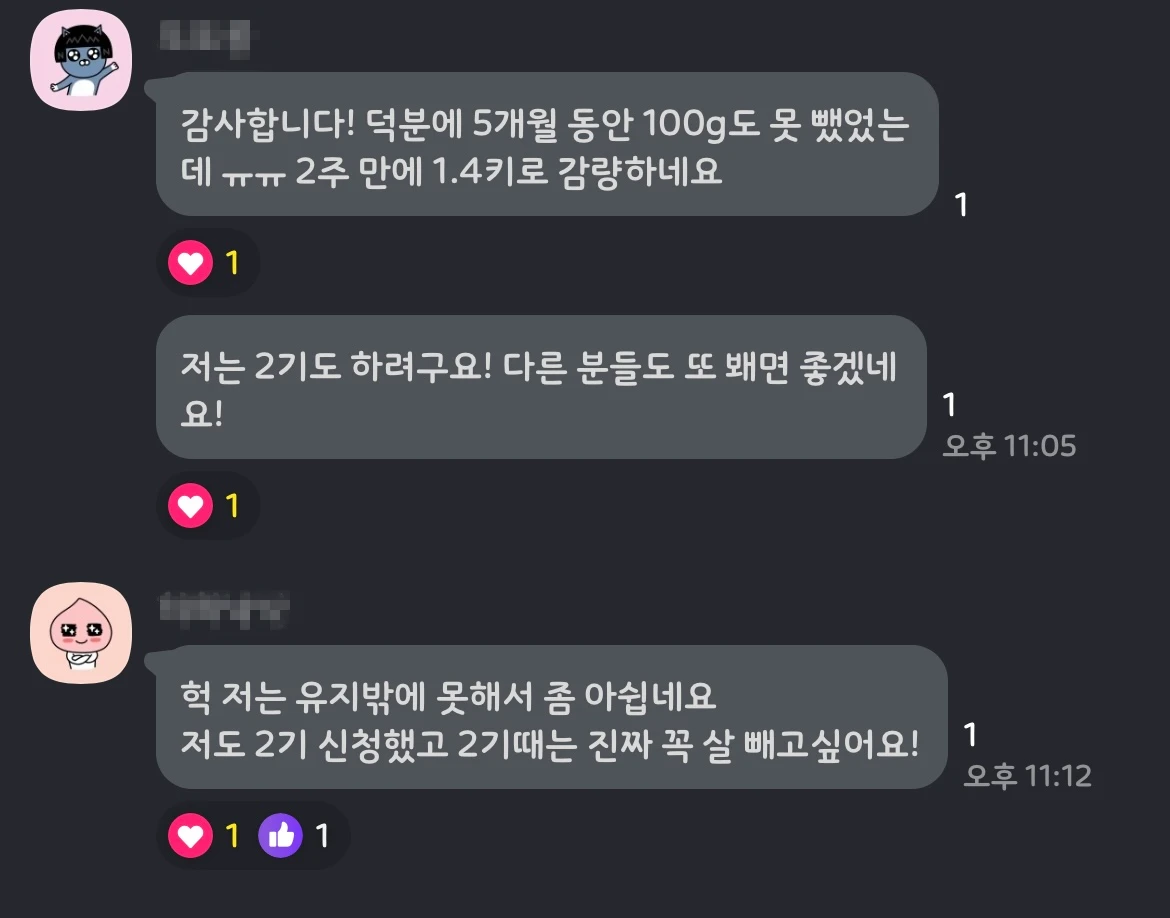 감사합니다! 덕분에 5개월 동안 100g도 못 뺐었는
데 ㅠㅠ 2주 만에 1.4키로 감량하네요
1
1
저는 2기도 하려구요! 다른 분들도 또 봬면 좋겠네
요!
1
오후 11:05
1
헉 저는 유지밖에 못해서 좀 아쉽네요
저도 2기 신청했고 2기때는 진짜 꼭 살 빼고싶어요!
1
오후 11:12
1 1